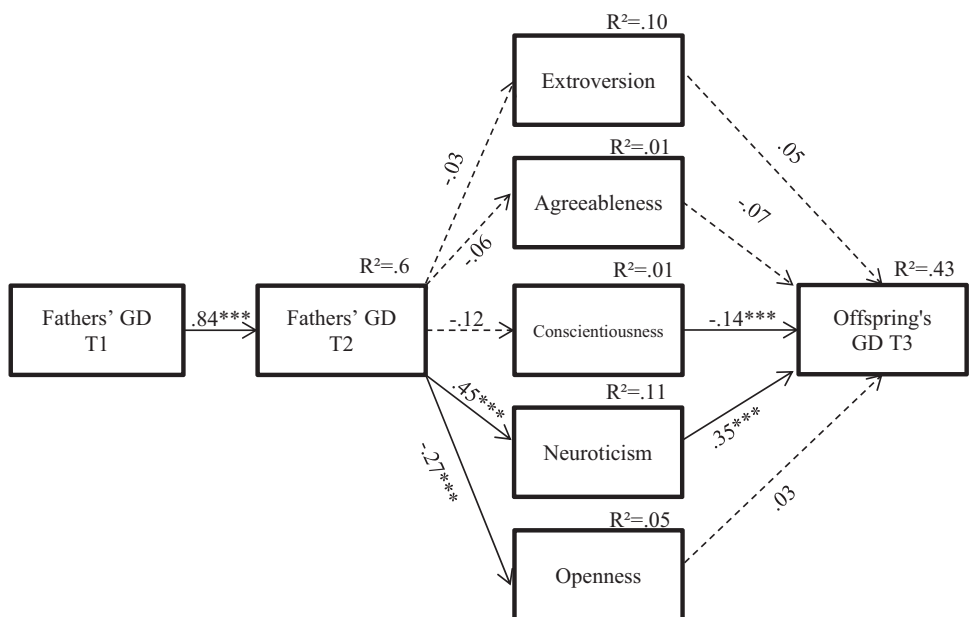 R²=.10
Extroversion
-.03
.05
R²=.01
Agreeableness
-.06
-.07
R²=.6
R²=.01
R²=.43
Fathers’ GD
T1
.84***
Fathers’ GD
T2
-.12
Conscientiousness
-.14***
Offspring's
GD T3
R²=.11
.45***
Neuroticism
.35***
-.27***
R²=.05
Openness
.03